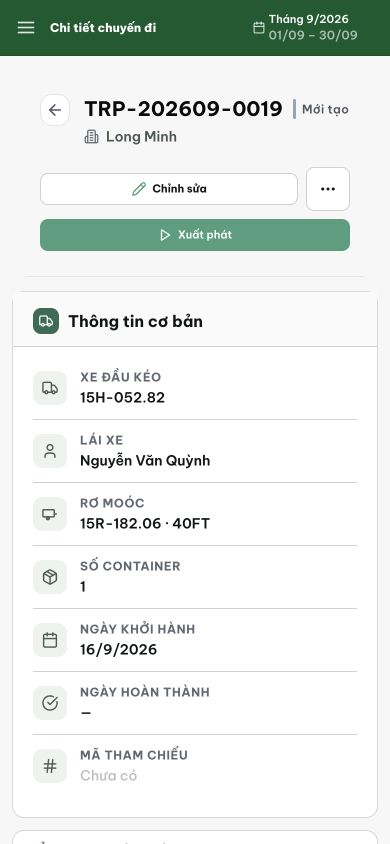 Chi tiết chuyến đi
Tháng 9/2026
01/09 – 30/09
TRP-202609-0019
Mới tạo
Long Minh
Chỉnh sửa
Xuất phát
Thông tin cơ bản
XE ĐẦU KÉO
15H-052.82
LÁI XE
Nguyễn Văn Quỳnh
RƠ MOÓC
15R-182.06 · 40FT
SỐ CONTAINER
1
NGÀY KHỞI HÀNH
16/9/2026
NGÀY HOÀN THÀNH
—
MÃ THAM CHIẾU
Chưa có